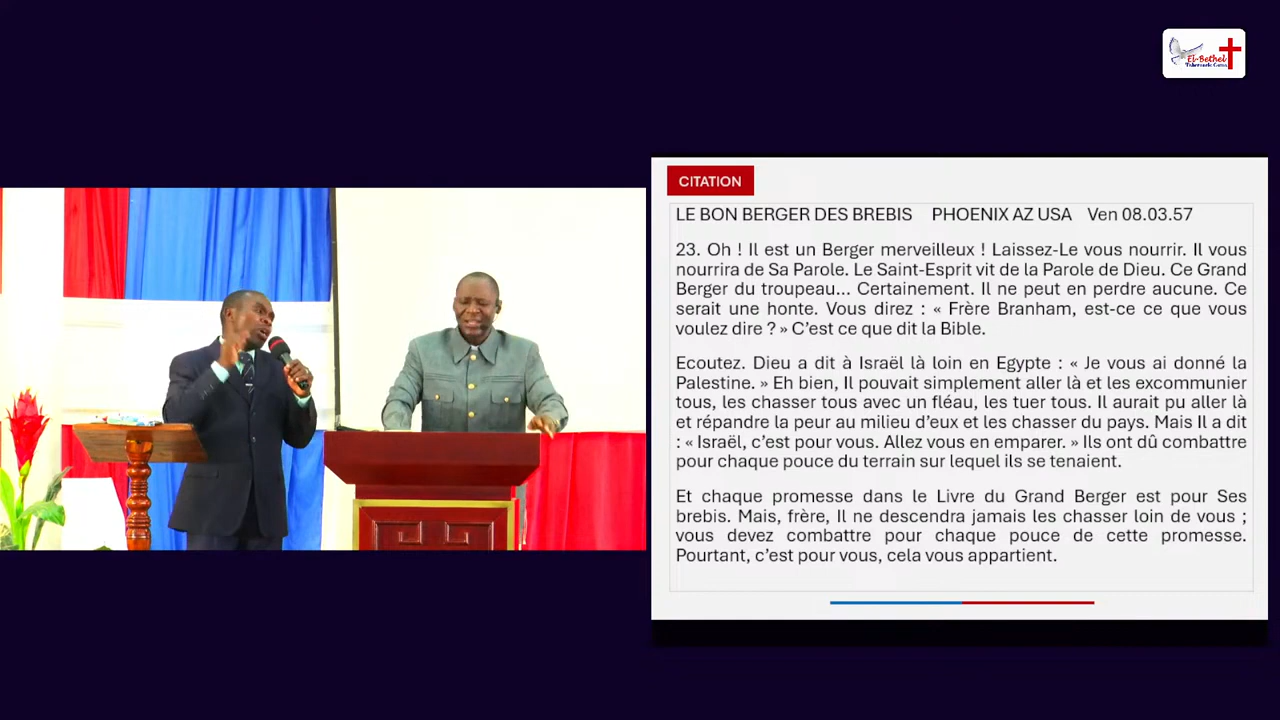 El-Bethel
CITATION
LE BON BERGER DES BREBIS PHOENIX AZ USA Ven 08.03.57
23. Oh ! Il est un Berger merveilleux ! Laissez-Le vous nourrir. Il vous
nourrira de Sa Parole. Le Saint-Esprit vit de la Parole de Dieu. Ce Grand
Berger du troupeau... Certainement. Il ne peut en perdre aucune. Ce
serait une honte. Vous direz : « Frère Branham, est-ce ce que vous
voulez dire ? » C’est ce que dit la Bible.
Ecoutez. Dieu a dit à Israël là loin en Egypte : « Je vous ai donné la
Palestine. » Eh bien, Il pouvait simplement aller là et les excommunier
tous, les chasser tous avec un fléau, les tuer tous. Il aurait pu aller là
et répandre la peur au milieu d’eux et les chasser du pays. Mais Il a dit
: « Israël, c’est pour vous. Allez vous en emparer. » Ils ont dû combattre
pour chaque pouce du terrain sur lequel ils se tenaient.
Et chaque promesse dans le Livre du Grand Berger est pour Ses
brebis. Mais, frère, Il ne descendra jamais les chasser loin de vous ;
vous devez combattre pour chaque pouce de cette promesse.
Pourtant, c’est pour vous, cela vous appartient.